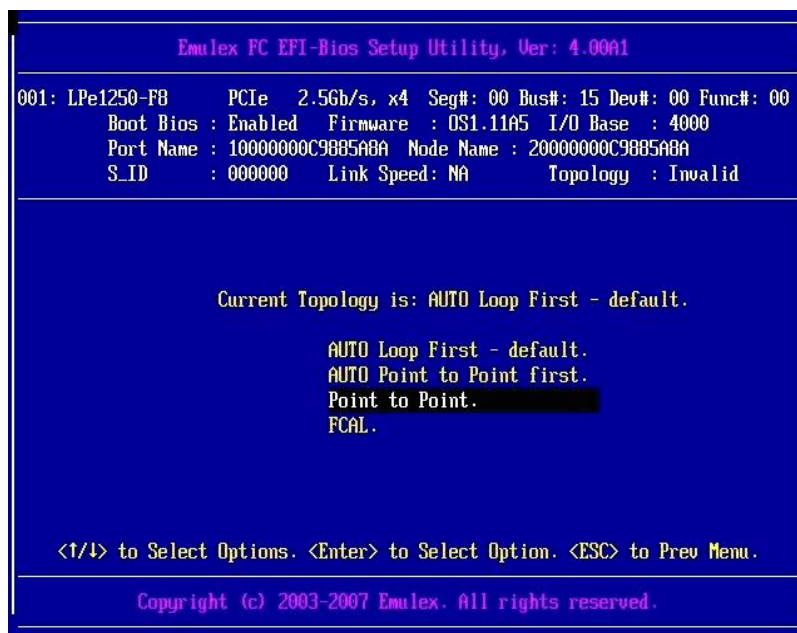 Emulex FC EFI-Bios Setup Utility, Ver: 4.00A1
001: LPe1250-F8 PCIe 2.5Gb/s, x4 Seg#: 00 Bus#: 15 Dev#: 00 Func#: 00
Boot Bios : Enabled Firmware : OS1.11A5 I/O Base : 4000
Port Name : 10000000C9885A8A Node Name : 20000000C9885A8A
S_ID : 000000 Link Speed: NA Topology : Invalid
Current Topology is: AUTO Loop First - default.
AUTO Loop First - default.
AUTO Point to Point first.
Point to Point.
FCAL.
<↑/↓> to Select Options. <Enter> to Select Option. <ESC> to Prev Menu.
Copyright (c) 2003-2007 Emulex. All rights reserved.